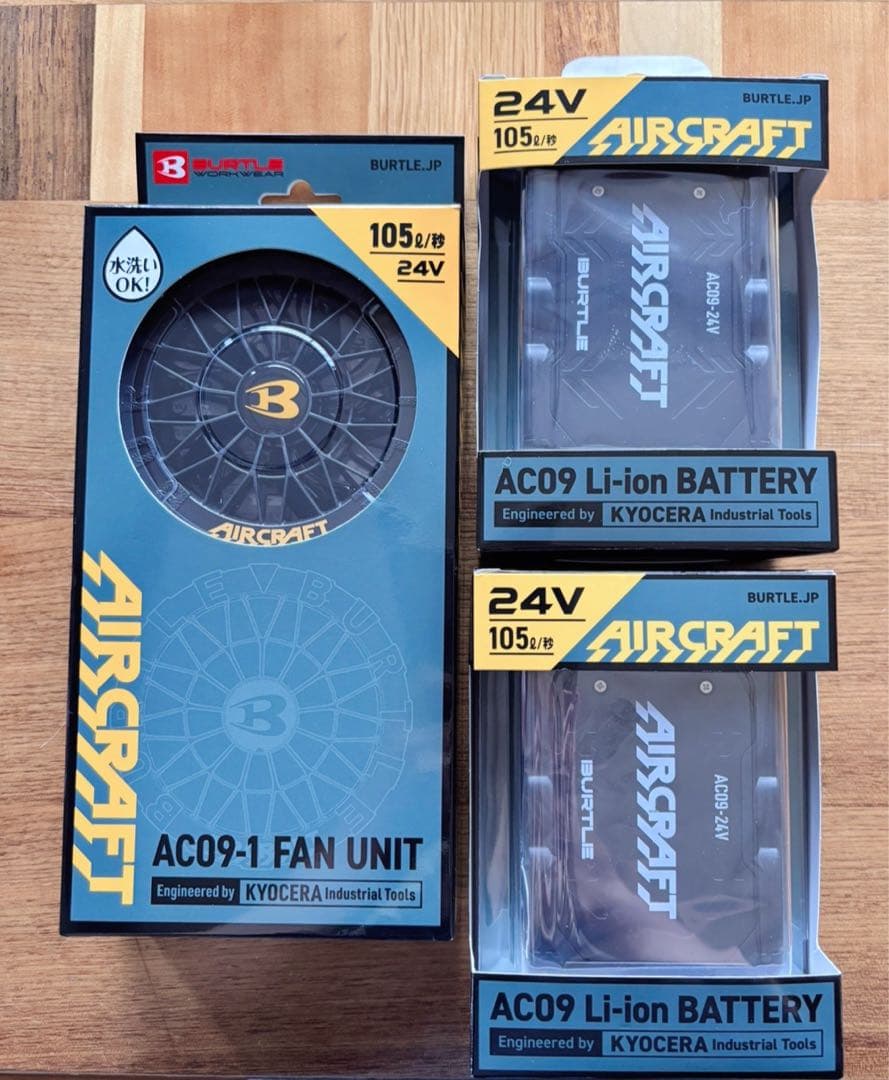 BURTLE
WORKWEAR
BURTLE.JP
水洗い
OK!
105ℓ/秒
24V
B
AIRCRAFT
AIRCRAFT
B
AC09-1 FAN UNIT
Engineered by KYOCERA Industrial Tools
24V
105ℓ/秒
BURTLE.JP
AIRCRAFT
AIRCRAFT
BURTLE
AC09-24V
AC09 Li-ion BATTERY
Engineered by KYOCERA Industrial Tools
24V
105ℓ/秒
BURTLE.JP
AIRCRAFT
AIRCRAFT
BURTLE
AC09-24V
AC09 Li-ion BATTERY
Engineered by KYOCERA Industrial Tools